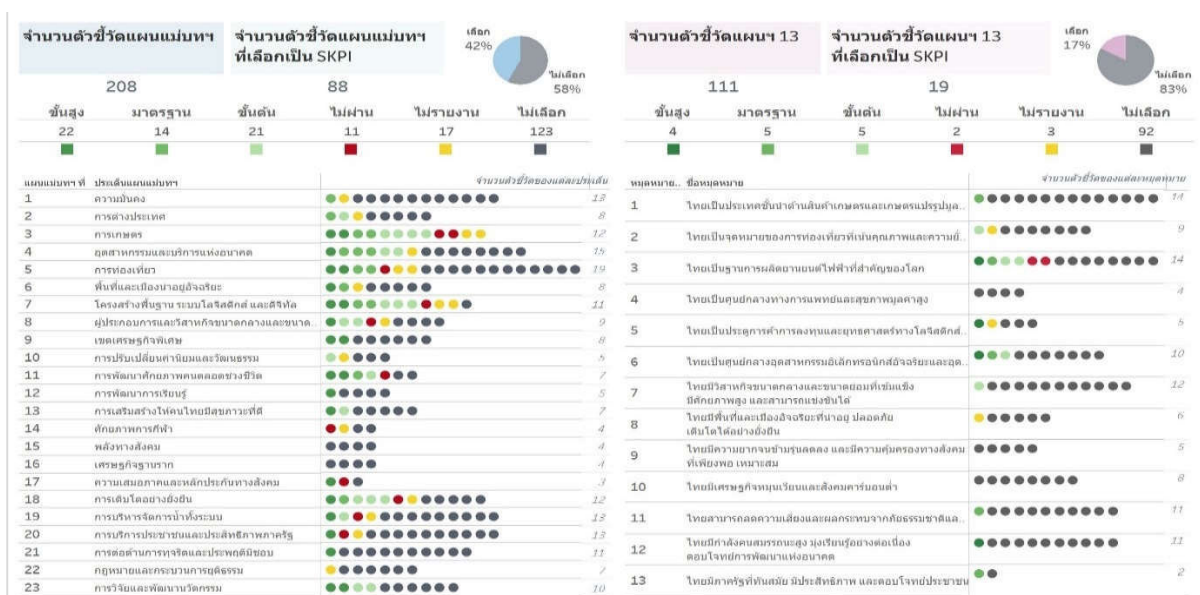 จำนวนตัวชี้วัดแผนแม่บทฯ
จำนวนตัวชี้วัดแผนแม่บทฯ
ที่เลือกเป็น SKPI
เลือก
42%
ไม่เลือก
58%
208
88
ชั้นสูง
มาตรฐาน
ชั้นต้น
ไม่ผ่าน
ไม่รายงาน
ไม่เลือก
22
14
21
11
17
123
แผนแม่บทฯ ที่
ประเด็นแผนแม่บทฯ
จำนวนตัวชี้วัดของแต่ละประเด็น
1 ความมั่นคง 13
2 การต่างประเทศ 8
3 การเกษตร 12
4 อุตสาหกรรมและบริการแห่งอนาคต 15
5 การท่องเที่ยว 19
6 พื้นที่และเมืองน่าอยู่อัจฉริยะ 8
7 โครงสร้างพื้นฐาน ระบบโลจิสติกส์ และดิจิทัล 11
8 ผู้ประกอบการและวิสาหกิจขนาดกลางและขนาด.. 9
9 เขตเศรษฐกิจพิเศษ 8
10 การปรับเปลี่ยนค่านิยมและวัฒนธรรม 5
11 การพัฒนาศักยภาพคนตลอดช่วงชีวิต 7
12 การพัฒนาการเรียนรู้ 5
13 การเสริมสร้างให้คนไทยมีสุขภาวะที่ดี 7
14 ศักยภาพการกีฬา 4
15 พลังทางสังคม 4
16 เศรษฐกิจฐานราก 4
17 ความเสมอภาคและหลักประกันทางสังคม 3
18 การเติบโตอย่างยั่งยืน 12
19 การบริหารจัดการน้ำทั้งระบบ 13
20 การบริการประชาชนและประสิทธิภาพภาครัฐ 13
21 การต่อต้านการทุจริตและประพฤติมิชอบ 11
22 กฎหมายและกระบวนการยุติธรรม 7
23 การวิจัยและพัฒนานวัตกรรม 10
จำนวนตัวชี้วัดแผนฯ 13
จำนวนตัวชี้วัดแผนฯ 13
ที่เลือกเป็น SKPI
เลือก
17%
ไม่เลือก
83%
111
19
ชั้นสูง
มาตรฐาน
ชั้นต้น
ไม่ผ่าน
ไม่รายงาน
ไม่เลือก
4
5
5
2
3
92
หมุดหมาย..
ชื่อหมุดหมาย
จำนวนตัวชี้วัดของแต่ละหมุดหมาย
1 ไทยเป็นประเทศชั้นนำด้านสินค้าเกษตรและเกษตรแปรรูปมูล.. 14
2 ไทยเป็นจุดหมายของการท่องเที่ยวที่เน้นคุณภาพและความยั่.. 9
3 ไทยเป็นฐานการผลิตยานยนต์ไฟฟ้าที่สำคัญของโลก 14
4 ไทยเป็นศูนย์กลางทางการแพทย์และสุขภาพมูลค่าสูง 4
5 ไทยเป็นประตูการค้าการลงทุนและยุทธศาสตร์ทางโลจิสติกส์.. 5
6 ไทยเป็นศูนย์กลางอุตสาหกรรมอิเล็กทรอนิกส์อัจฉริยะและอุต.. 10
7 ไทยมีวิสาหกิจขนาดกลางและขนาดย่อมที่เข้มแข็ง 12
มีศักยภาพสูง และสามารถแข่งขันได้
8 ไทยมีพื้นที่และเมืองอัจฉริยะที่น่าอยู่ ปลอดภัย 6
เติบโตได้อย่างยั่งยืน
9 ไทยมีความยากจนข้ามรุ่นลดลง และมีความคุ้มครองทางสังคม 5
ที่เพียงพอ เหมาะสม
10 ไทยมีเศรษฐกิจหมุนเวียนและสังคมคาร์บอนต่ำ 8
11 ไทยสามารถลดความเสี่ยงและผลกระทบจากภัยธรรมชาติแล.. 11
12 ไทยมีกำลังคนสมรรถนะสูง มุ่งเรียนรู้อย่างต่อเนื่อง 11
ตอบโจทย์การพัฒนาแห่งอนาคต
13 ไทยมีภาครัฐที่ทันสมัย มีประสิทธิภาพ และตอบโจทย์ประชาชน 2